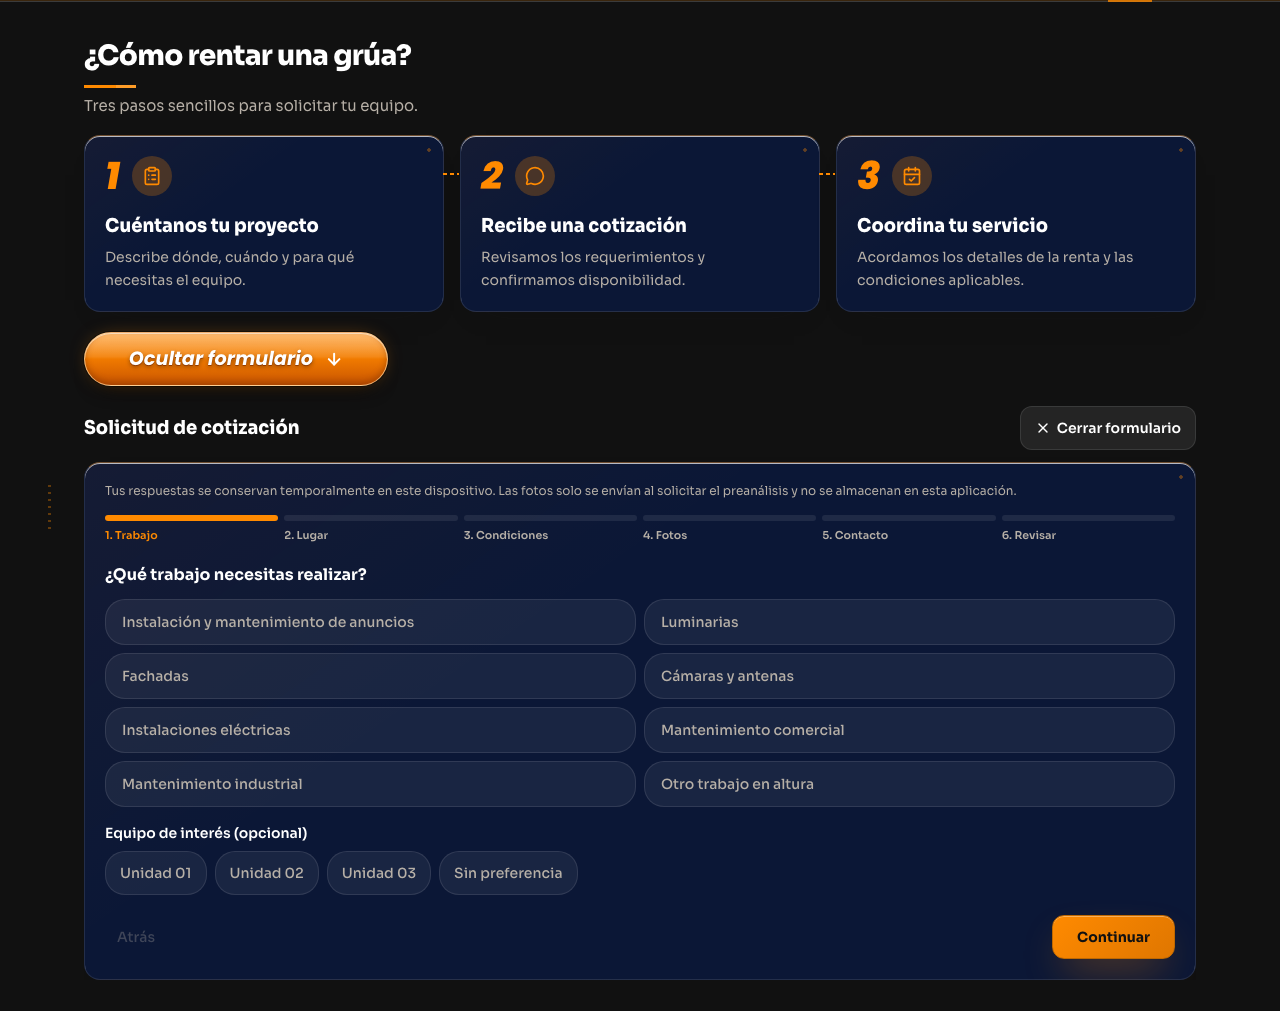 ¿Cómo rentar una grúa?
Tres pasos sencillos para solicitar tu equipo.
1
Cuéntanos tu proyecto
Describe dónde, cuándo y para qué
necesitas el equipo.
2
Recibe una cotización
Revisamos los requerimientos y
confirmamos disponibilidad.
3
Coordina tu servicio
Acordamos los detalles de la renta y las
condiciones aplicables.
Ocultar formulario
Solicitud de cotización
Cerrar formulario
Tus respuestas se conservan temporalmente en este dispositivo. Las fotos solo se envían al solicitar el preanálisis y no se almacenan en esta aplicación.
1. Trabajo
2. Lugar
3. Condiciones
4. Fotos
5. Contacto
6. Revisar
¿Qué trabajo necesitas realizar?
Instalación y mantenimiento de anuncios
Luminarias
Fachadas
Cámaras y antenas
Instalaciones eléctricas
Mantenimiento comercial
Mantenimiento industrial
Otro trabajo en altura
Equipo de interés (opcional)
Unidad 01
Unidad 02
Unidad 03
Sin preferencia
Atrás
Continuar